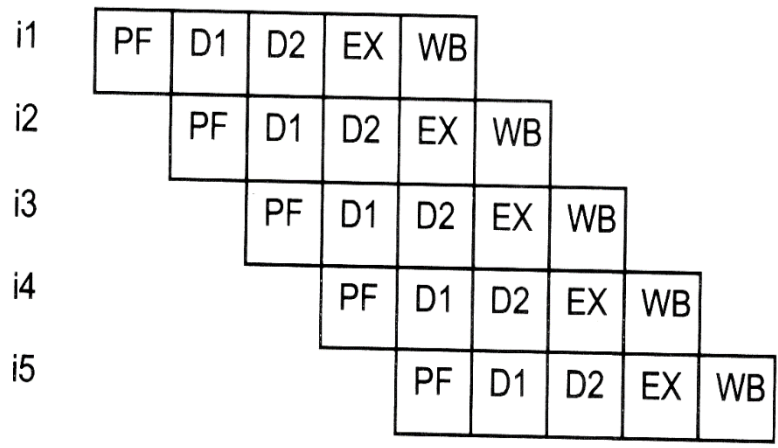 i1 PF D1 D2 EX WB
i2 PF D1 D2 EX WB
i3 PF D1 D2 EX WB
i4 PF D1 D2 EX WB
i5 PF D1 D2 EX WB